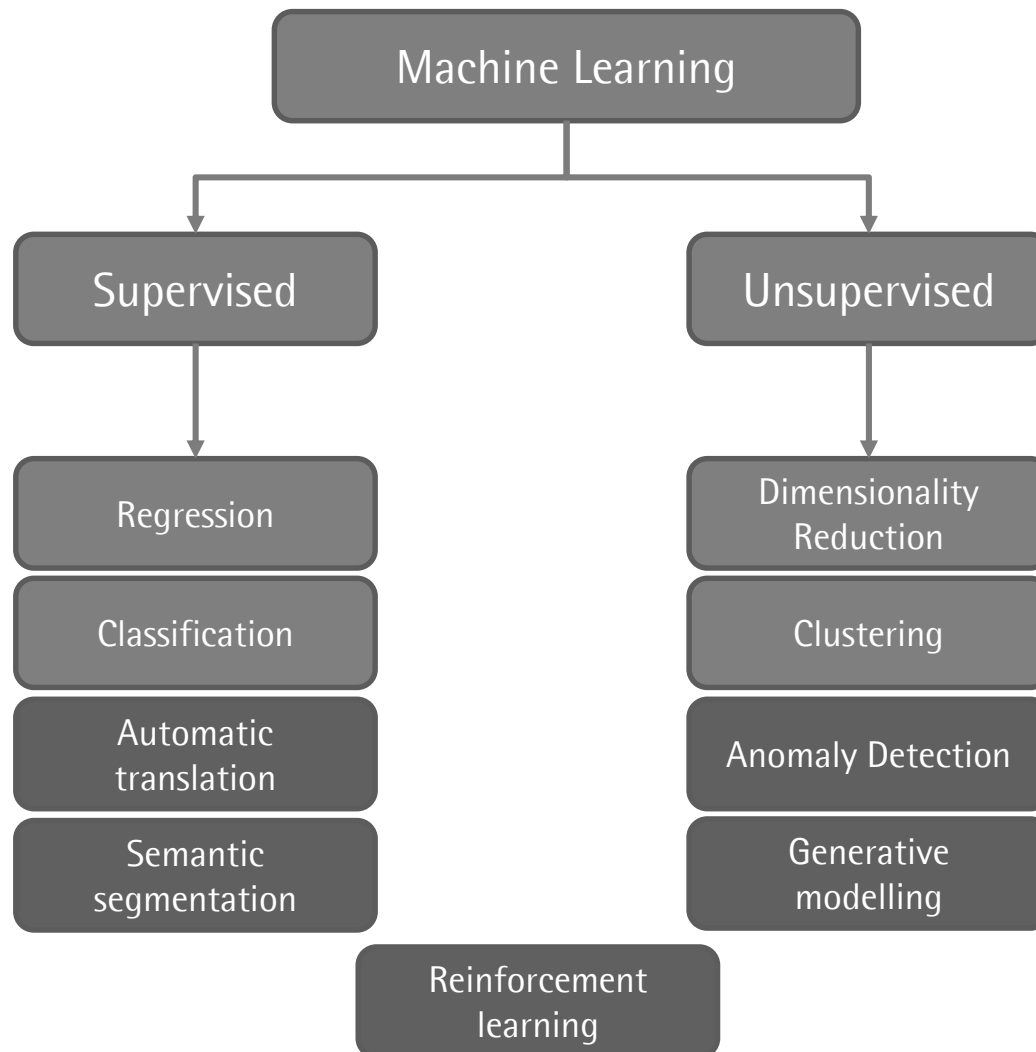 Machine Learning
Supervised
Unsupervised
Regression
Classification
Automatic
translation
Semantic
segmentation
Dimensionality
Reduction
Clustering
Anomaly Detection
Generative
modelling
Reinforcement
learning